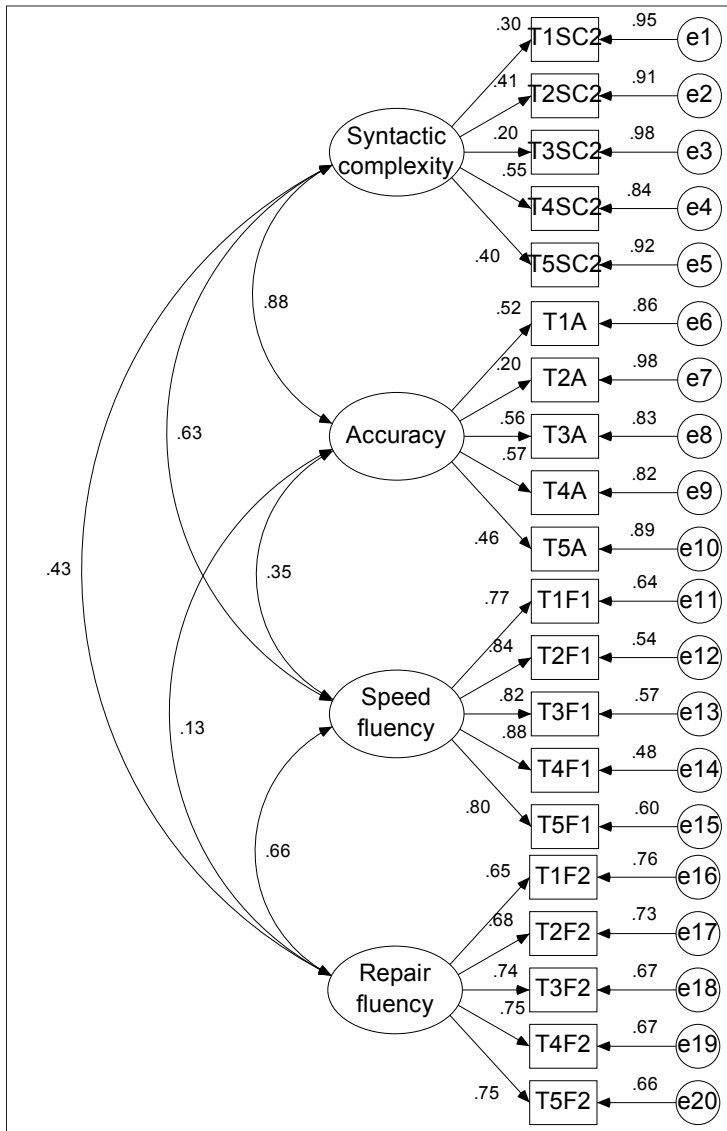 .30
T1SC2
.95
e1
.41
T2SC2
.91
e2
Syntactic
complexity
.20
T3SC2
.98
e3
.55
T4SC2
.84
e4
.40
T5SC2
.92
e5
.88
.52
T1A
.86
e6
.20
T2A
.98
e7
.63
Accuracy
.56
T3A
.83
e8
.57
T4A
.82
e9
.46
T5A
.89
e10
.43
.35
.77
T1F1
.64
e11
.84
T2F1
.54
e12
Speed
fluency
.82
T3F1
.57
e13
.13
.88
T4F1
.48
e14
.80
T5F1
.60
e15
.66
.65
T1F2
.76
e16
.68
T2F2
.73
e17
Repair
fluency
.74
T3F2
.67
e18
.75
T4F2
.67
e19
.75
T5F2
.66
e20